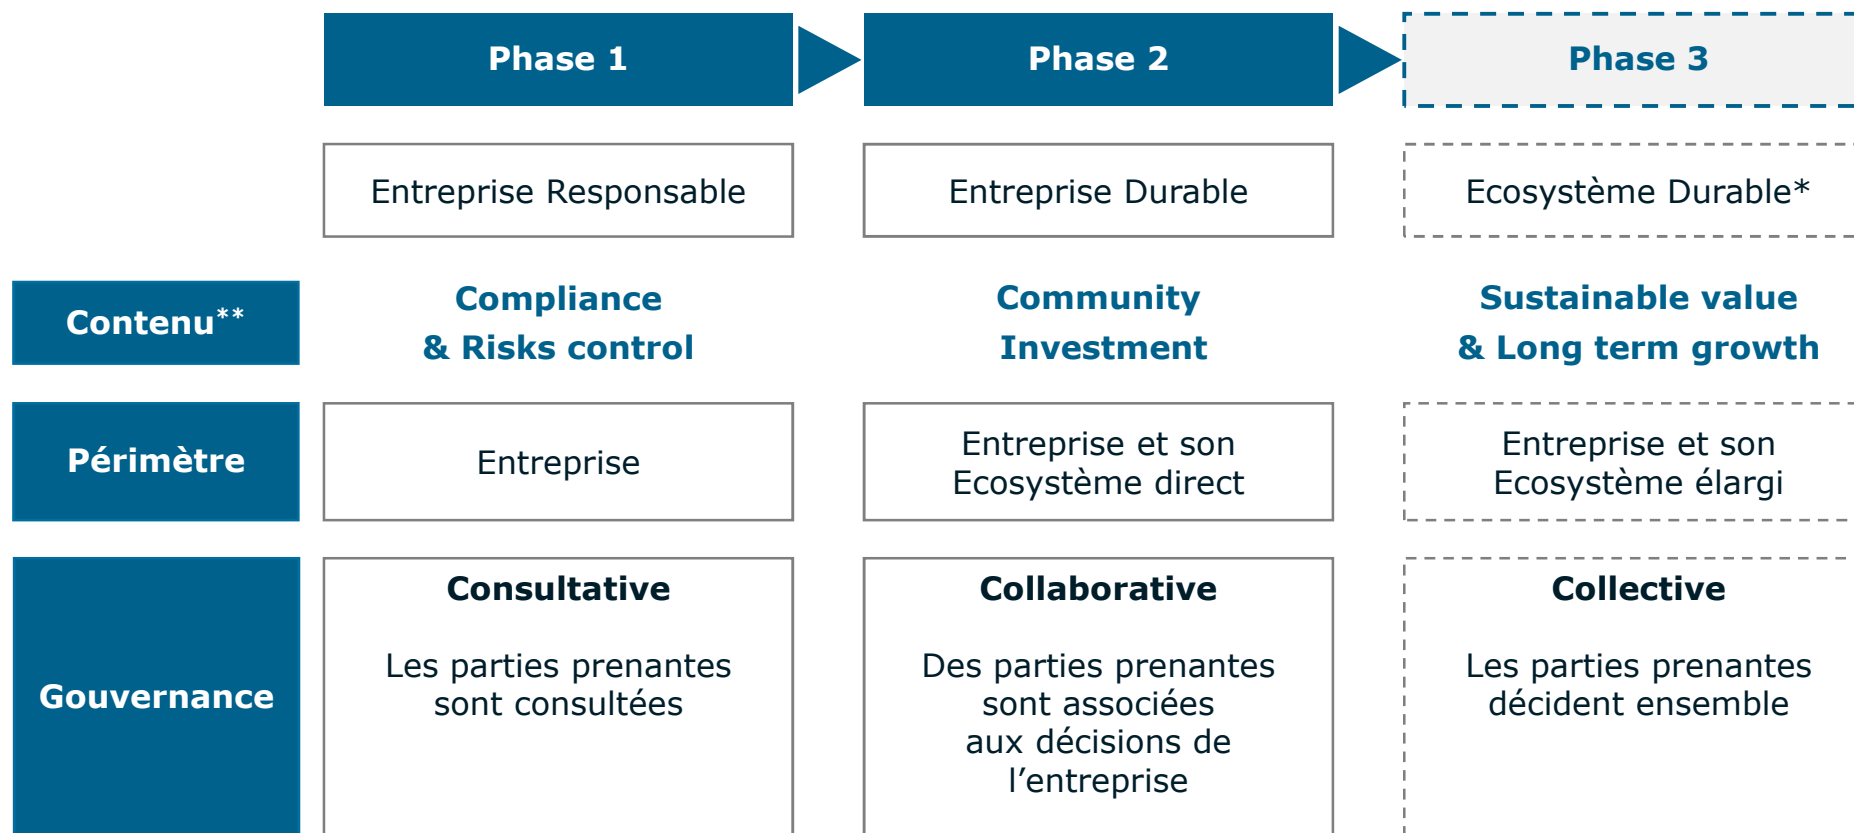 Phase 1
Phase 2
Phase 3
Entreprise Responsable
Entreprise Durable
Ecosystème Durable*
Contenu**
Compliance
& Risks control
Community
Investment
Sustainable value
& Long term growth
Périmètre
Entreprise
Entreprise et son
Ecosystème direct
Entreprise et son
Ecosystème élargi
Gouvernance
Consultative
Les parties prenantes
sont consultées
Collaborative
Des parties prenantes
sont associées
aux décisions de
l’entreprise
Collective
Les parties prenantes
décident ensemble